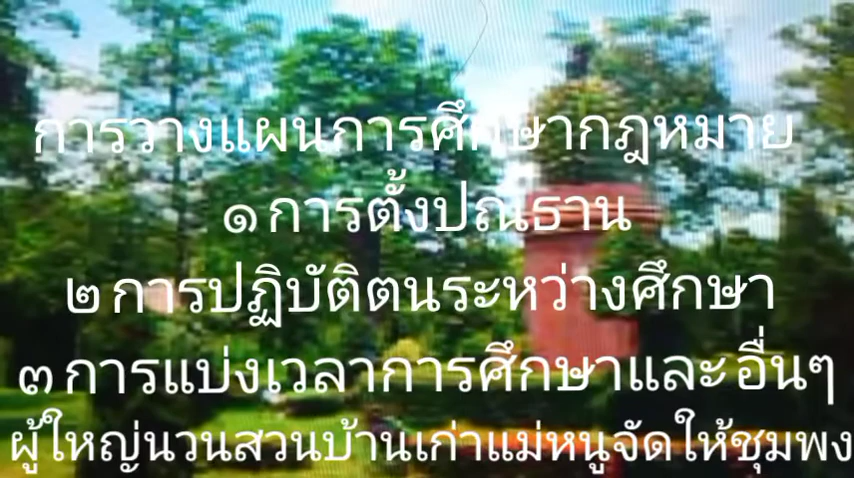 การวางแผนการศึกษากฎหมาย
๑ การตั้งปณิธาน
๒ การปฏิบัติตนระหว่างศึกษา
๓ การแบ่งเวลาการศึกษาและอื่นๆ
ผู้ใหญ่นวนสวนบ้านเก่าแม่หนูจัดให้ชุมพง